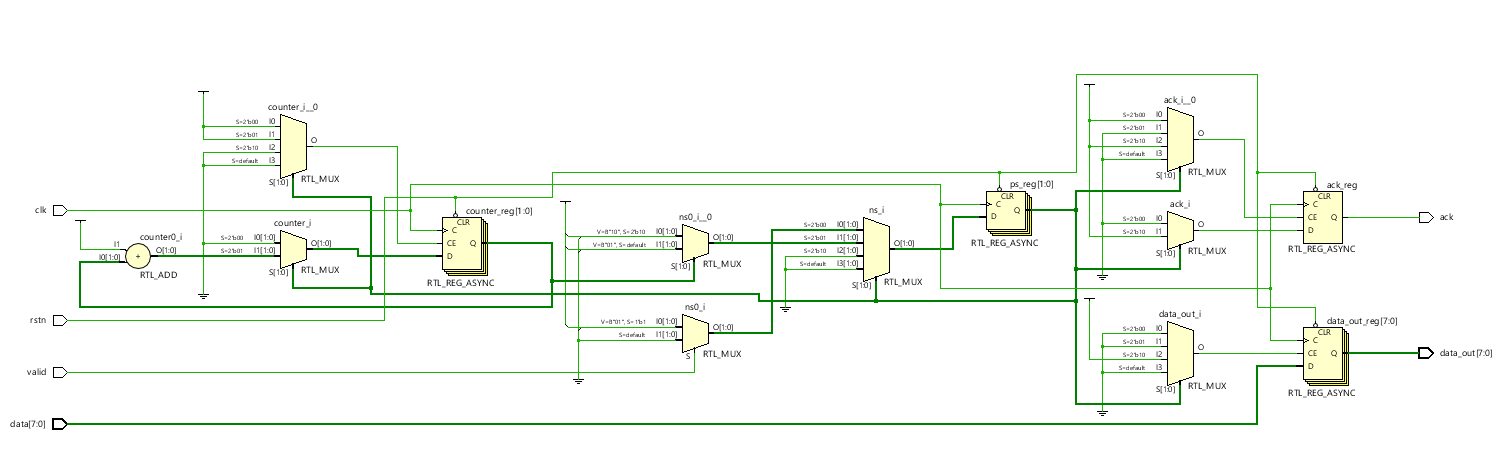 counter_i__0
S=2'b00 I0
S=2'b01 I1
S=2'b10 I2
S=default I3
O
S[1:0]
RTL_MUX
clk
counter0_i
I1
I0[1:0]
+
O[1:0]
RTL_ADD
counter_i
S=2'b00 I0[1:0]
S=2'b01 I1[1:0]
O[1:0]
S[1:0]
RTL_MUX
counter_reg[1:0]
CLR
C
CE
D
Q
RTL_REG_ASYNC
rstn
valid
data[7:0]
ns0_i__0
V=B"10", S=2'b10 I0[1:0]
V=B"01", S=default I1[1:0]
O[1:0]
S[1:0]
RTL_MUX
ns0_i
V=B"01", S=1'b1 I0[1:0]
S=default I1[1:0]
O[1:0]
S
RTL_MUX
ns_i
S=2'b00 I0[1:0]
S=2'b01 I1[1:0]
S=2'b10 I2[1:0]
S=default I3[1:0]
O[1:0]
S[1:0]
RTL_MUX
ps_reg[1:0]
CLR
C
D
Q
RTL_REG_ASYNC
ack_i__0
S=2'b00 I0
S=2'b01 I1
S=2'b10 I2
S=default I3
O
S[1:0]
RTL_MUX
ack_i
S=2'b00 I0
S=2'b10 I1
O
S[1:0]
RTL_MUX
ack_reg
CLR
C
CE
D
Q
RTL_REG_ASYNC
ack
data_out_i
S=2'b00 I0
S=2'b01 I1
S=2'b10 I2
S=default I3
O
S[1:0]
RTL_MUX
data_out_reg[7:0]
CLR
C
CE
D
Q
RTL_REG_ASYNC
data_out[7:0]